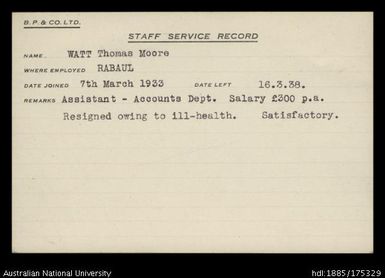 B.P. & CO. LTD.
STAFF SERVICE RECORD
NAME WATT Thomas Moore
WHERE EMPLOYED RABAUL
DATE JOINED 7th March 1933 DATE LEFT 16.3.38.
REMARKS Assistant - Accounts Dept. Salary £300 p.a.
Resigned owing to ill-health. Satisfactory.
Australian National University
hdl:1885/175329